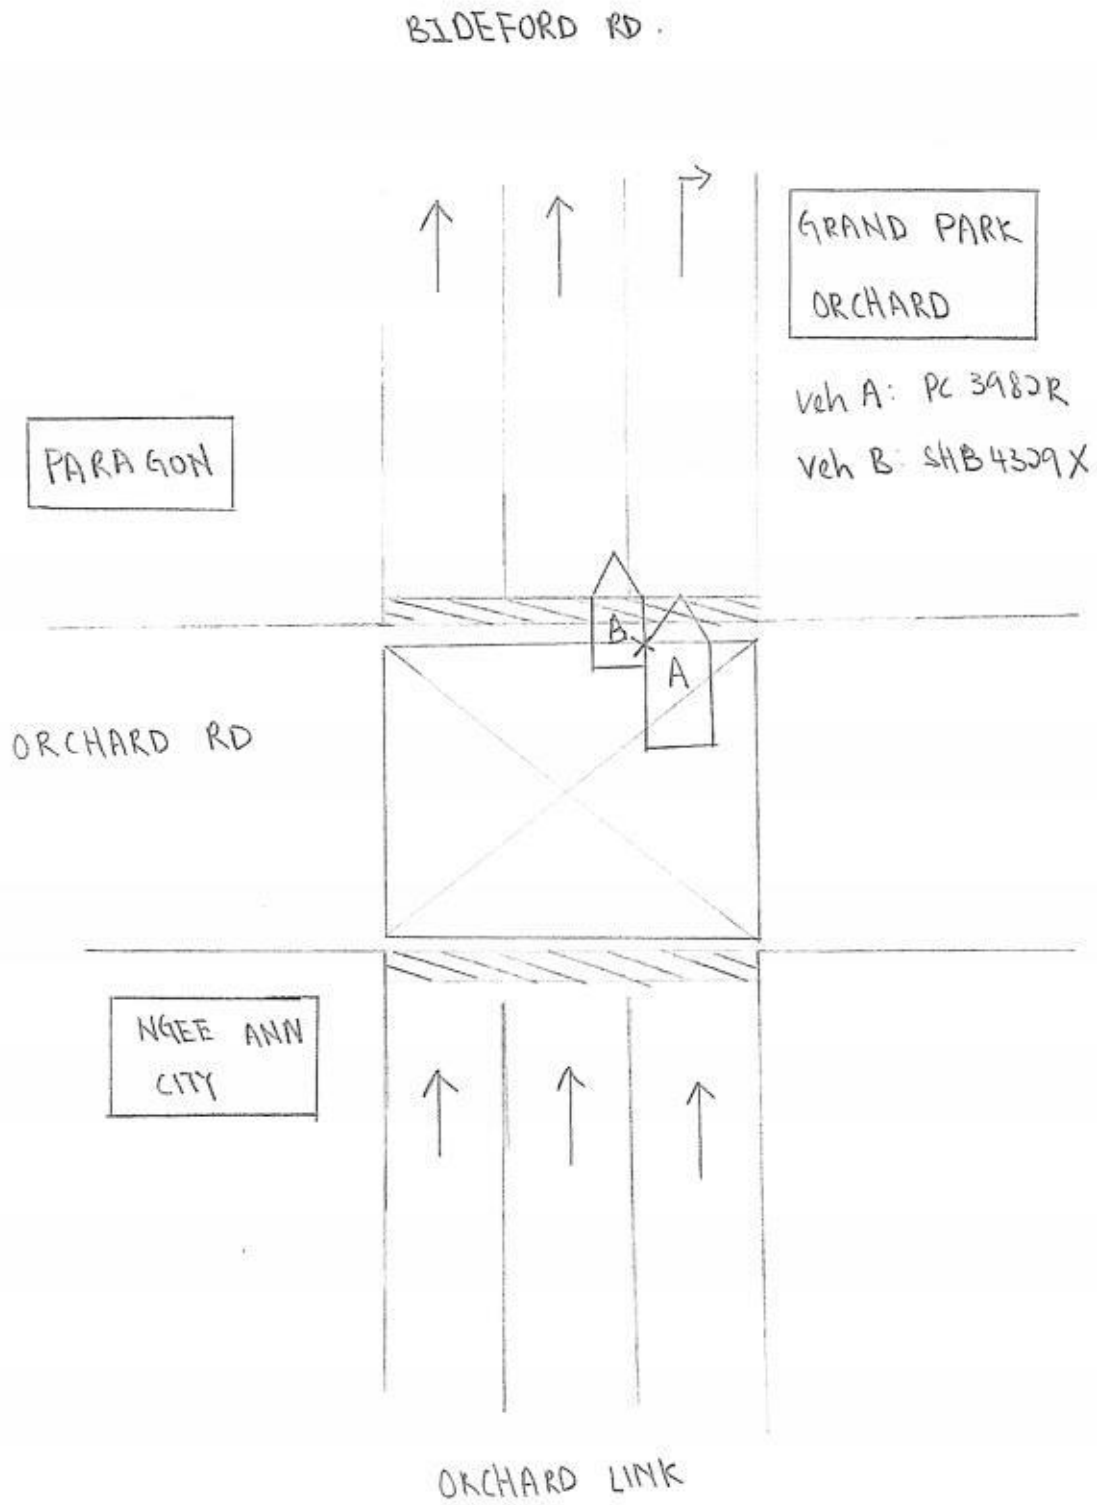 BIDEFORD RD.
GRAND PARK
ORCHARD
veh A: PC 3982R
veh B: SHB 4329X
PARAGON
B
A
ORCHARD RD
NGEE ANN
CITY
ORCHARD LINK